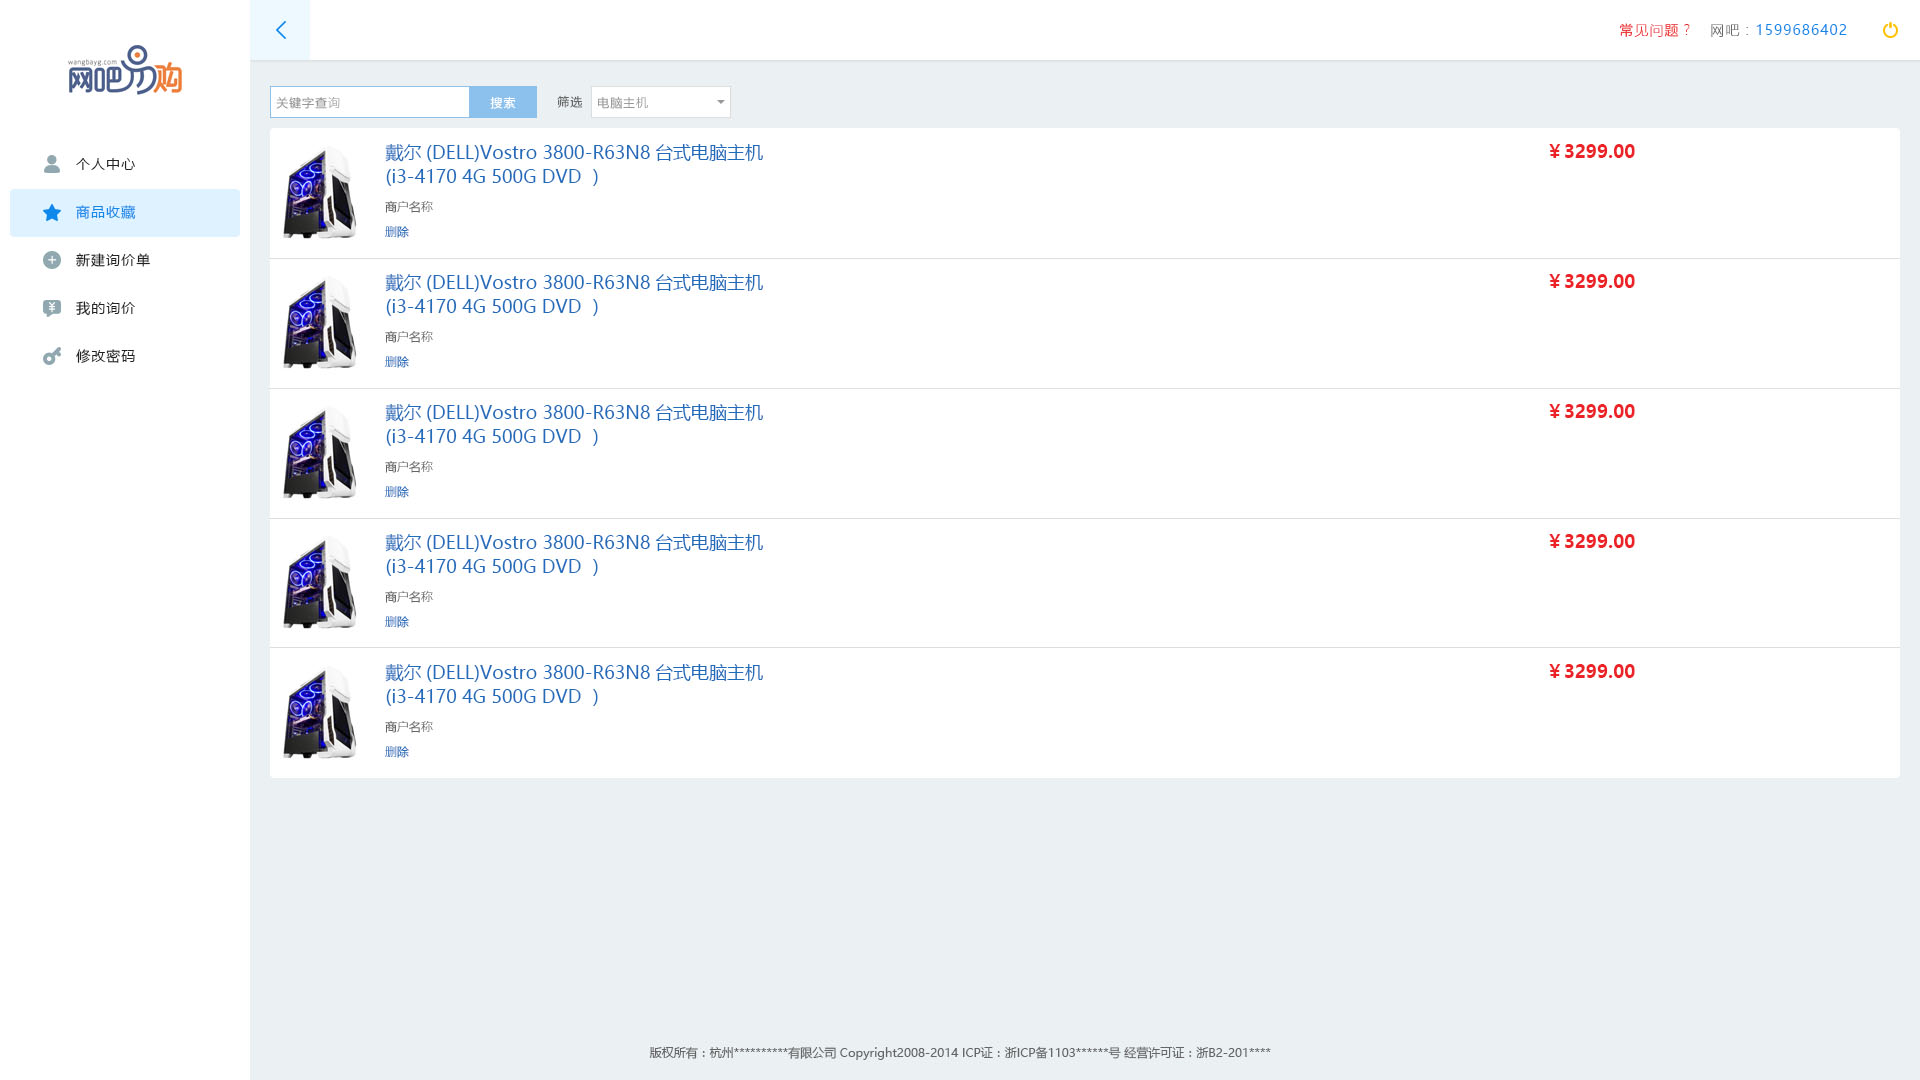 常见问题？ 网吧：1599686402
wangbayg.com
网吧易购
个人中心
商品收藏
新建询价单
我的询价
修改密码
关键字查询 搜索 筛选 电脑主机
戴尔 (DELL)Vostro 3800-R63N8 台式电脑主机 ¥ 3299.00
(i3-4170 4G 500G DVD )
商户名称
删除
戴尔 (DELL)Vostro 3800-R63N8 台式电脑主机 ¥ 3299.00
(i3-4170 4G 500G DVD )
商户名称
删除
戴尔 (DELL)Vostro 3800-R63N8 台式电脑主机 ¥ 3299.00
(i3-4170 4G 500G DVD )
商户名称
删除
戴尔 (DELL)Vostro 3800-R63N8 台式电脑主机 ¥ 3299.00
(i3-4170 4G 500G DVD )
商户名称
删除
戴尔 (DELL)Vostro 3800-R63N8 台式电脑主机 ¥ 3299.00
(i3-4170 4G 500G DVD )
商户名称
删除
版权所有：杭州**********有限公司 Copyright2008-2014 ICP证：浙ICP备1103******号 经营许可证：浙B2-201****